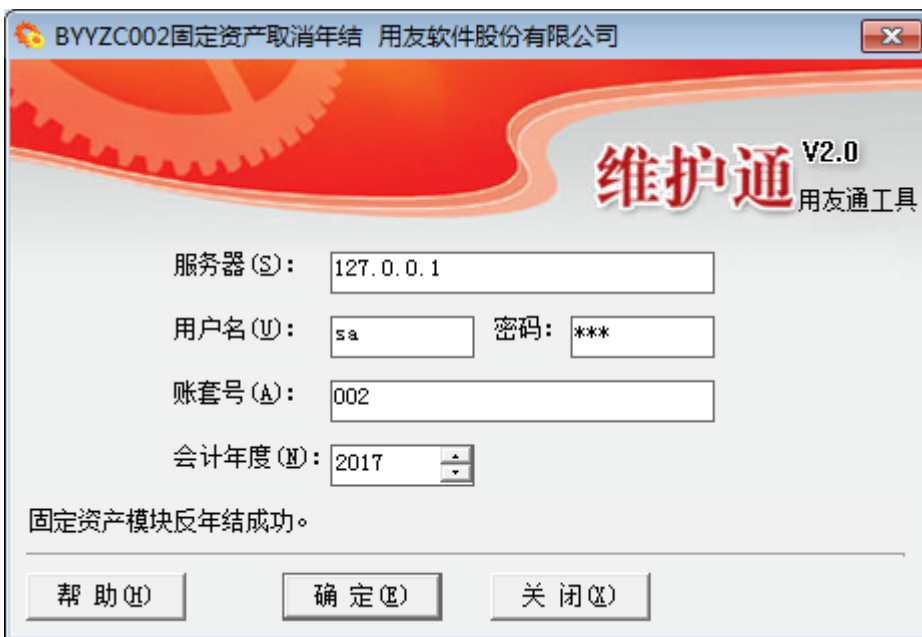 BYYZC002固定资产取消年结 用友软件股份有限公司
维护通 V2.0
用友通工具
服务器(S): 127.0.0.1
用户名(U): sa 密码: ***
账套号(A): 002
会计年度(N): 2017
固定资产模块反年结成功。
帮 助(H) 确 定(E) 关 闭(X)